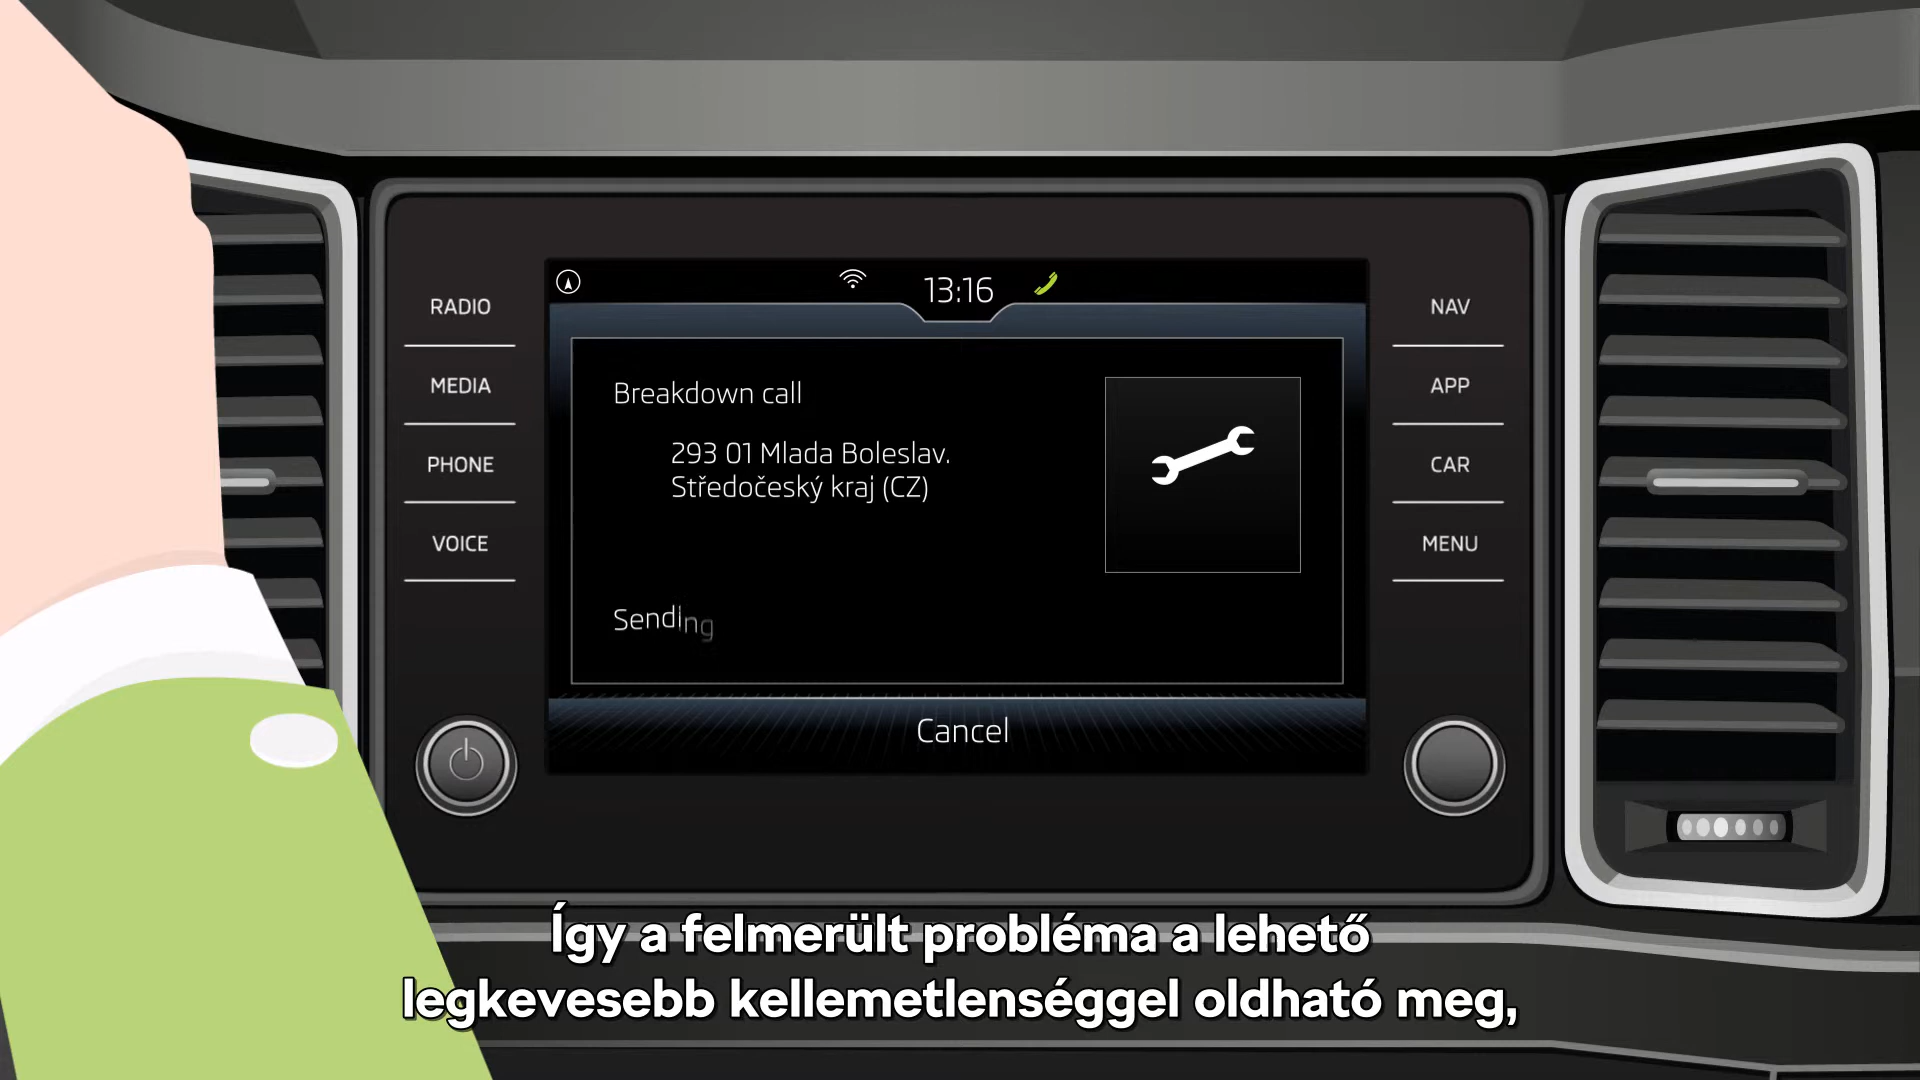 13:16
RADIO
MEDIA
PHONE
VOICE
Breakdown call
293 01 Mlada Boleslav.
Středočeský kraj (CZ)
Sending
Cancel
NAV
APP
CAR
MENU
Így a felmerült probléma a lehető
legkevesebb kellemetlenséggel oldható meg,